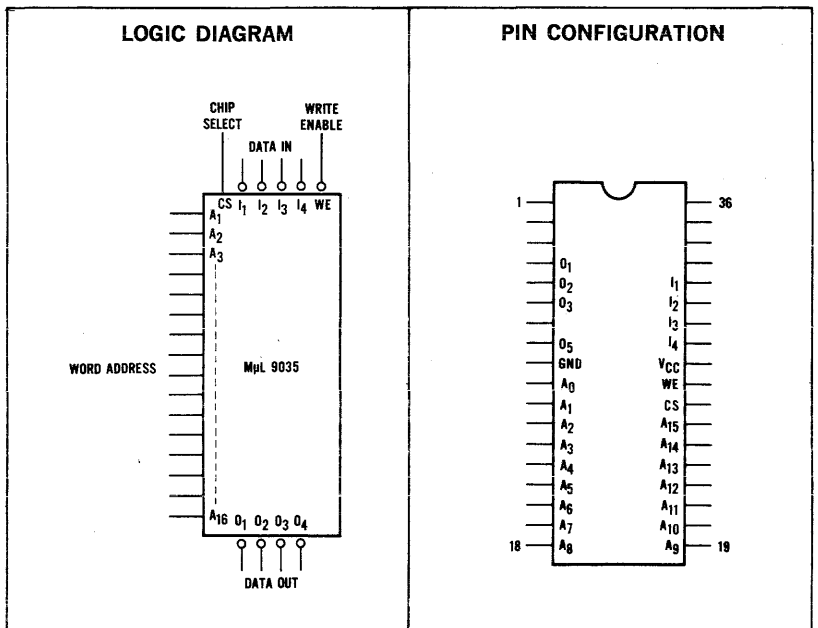 LOGIC DIAGRAM
CHIP SELECT
WRITE ENABLE
DATA IN
CS I1 I2 I3 I4 WE
A1
A2
A3
WORD ADDRESS
MμL 9035
A16 O1 O2 O3 O4
DATA OUT
PIN CONFIGURATION
1
36
O1
O2
I1
O3
I2
I3
O5
I4
GND
VCC
A0
WE
A1
CS
A2
A15
A3
A14
A4
A13
A5
A12
A6
A11
A7
A10
18
A8
A9
19